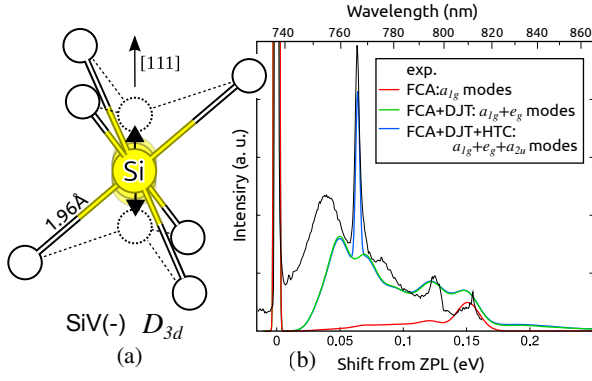 (a)
[111]
Si
1.96Å
SiV(-) D3d
(a)
Wavelength (nm)
740 760 780 800 820 840 860
exp.
FCA:a1g modes
FCA+DJT: a1g+eg modes
FCA+DJT+HTC:
a1g+eg+a2u modes
Intensiry (a. u.)
0 0.05 0.1 0.15 0.2
(b)
Shift from ZPL (eV)